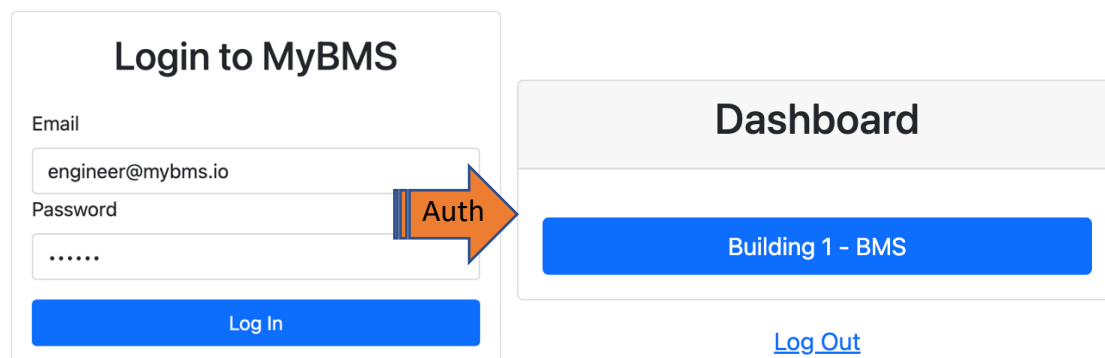 Login to MyBMS
Email
engineer@mybms.io
Password
••••••
Log In
Auth
Dashboard
Building 1 - BMS
Log Out